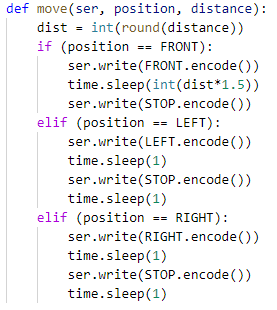 def move(ser, position, distance):
    dist = int(round(distance))
    if (position == FRONT):
        ser.write(FRONT.encode())
        time.sleep(int(dist*1.5))
        ser.write(STOP.encode())
    elif (position == LEFT):
        ser.write(LEFT.encode())
        time.sleep(1)
        ser.write(STOP.encode())
        time.sleep(1)
    elif (position == RIGHT):
        ser.write(RIGHT.encode())
        time.sleep(1)
        ser.write(STOP.encode())
        time.sleep(1)